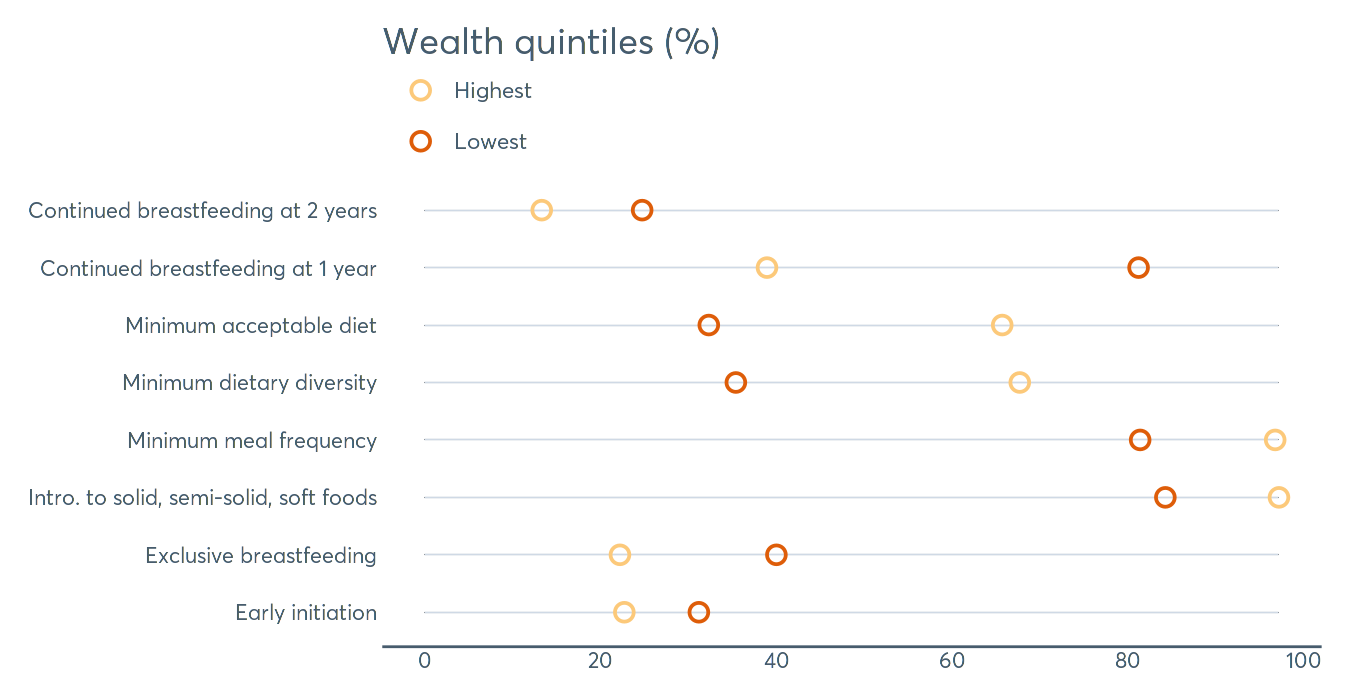 Wealth quintiles (%)
Highest
Lowest
Continued breastfeeding at 2 years
Continued breastfeeding at 1 year
Minimum acceptable diet
Minimum dietary diversity
Minimum meal frequency
Intro. to solid, semi-solid, soft foods
Exclusive breastfeeding
Early initiation
0 20 40 60 80 100